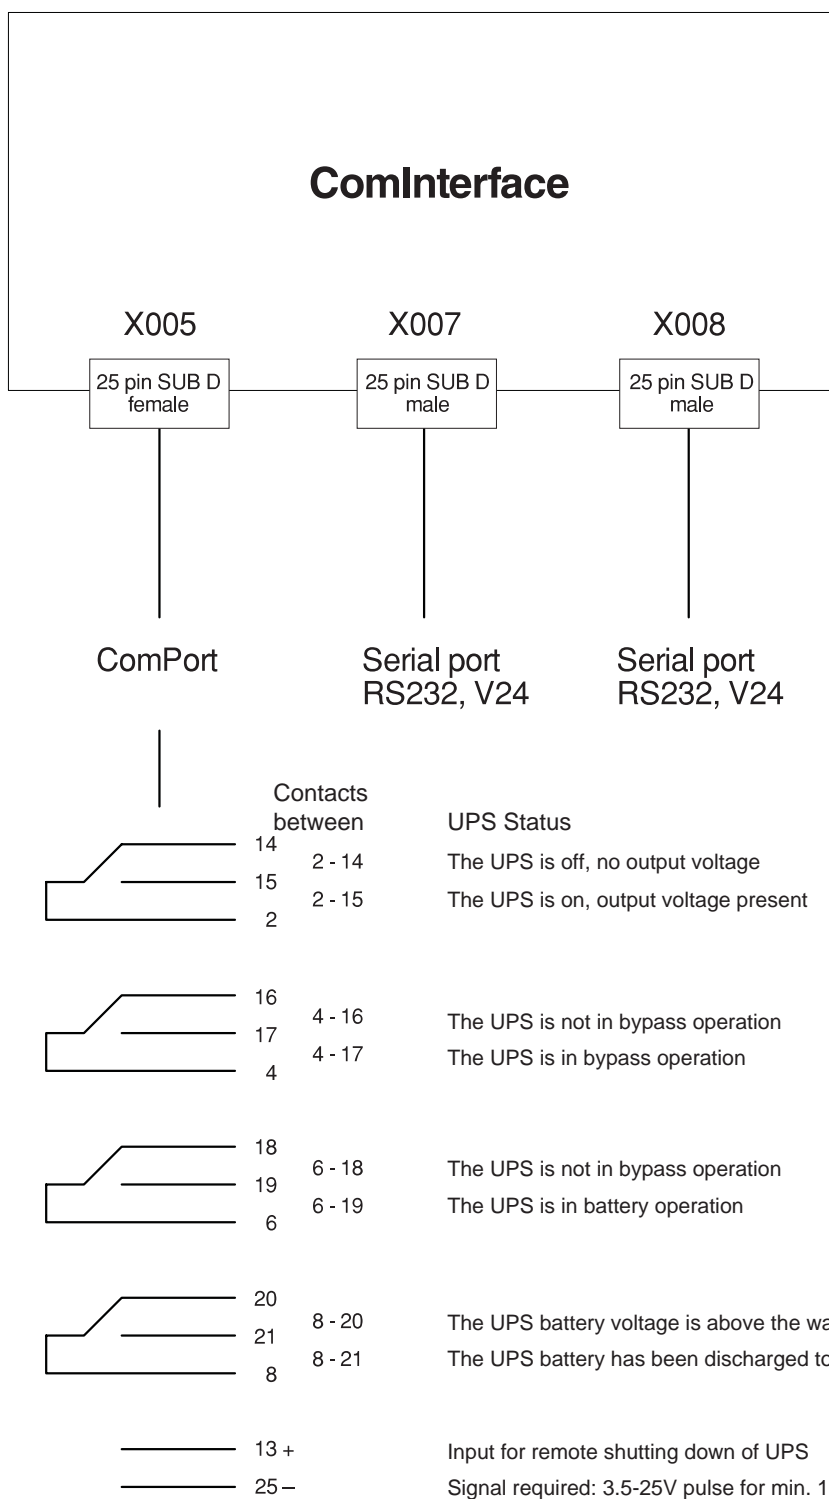 ComInterface
X005 X007 X008
25 pin SUB D female
25 pin SUB D male
25 pin SUB D male
ComPort
Serial port
RS232, V24
Serial port
RS232, V24
Contacts
between UPS Status
14
2 - 14 The UPS is off, no output voltage
15
2 - 15 The UPS is on, output voltage present
2
16
4 - 16 The UPS is not in bypass operation
17
4 - 17 The UPS is in bypass operation
4
18
6 - 18 The UPS is not in bypass operation
19
6 - 19 The UPS is in battery operation
6
20
8 - 20 The UPS battery voltage is above the
21
8 - 21 The UPS battery has been discharged to
8
13 + Input for remote shutting down of UPS
25 – Signal required: 3.5-25V pulse for min. 1